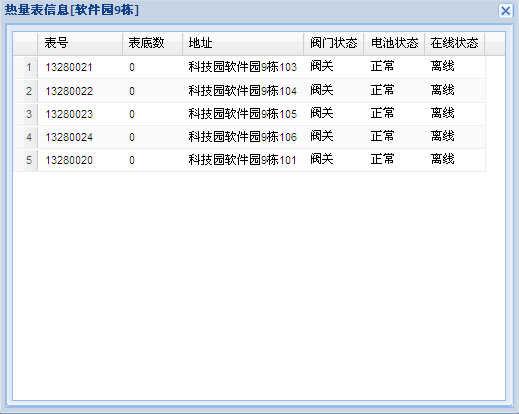 热量表信息[软件园9栋]
表号 表底数 地址 阀门状态 电池状态 在线状态
1 13280021 0 科技园软件园9栋103 阀关 正常 离线
2 13280022 0 科技园软件园9栋104 阀关 正常 离线
3 13280023 0 科技园软件园9栋105 阀关 正常 离线
4 13280024 0 科技园软件园9栋106 阀关 正常 离线
5 13280020 0 科技园软件园9栋101 阀关 正常 离线